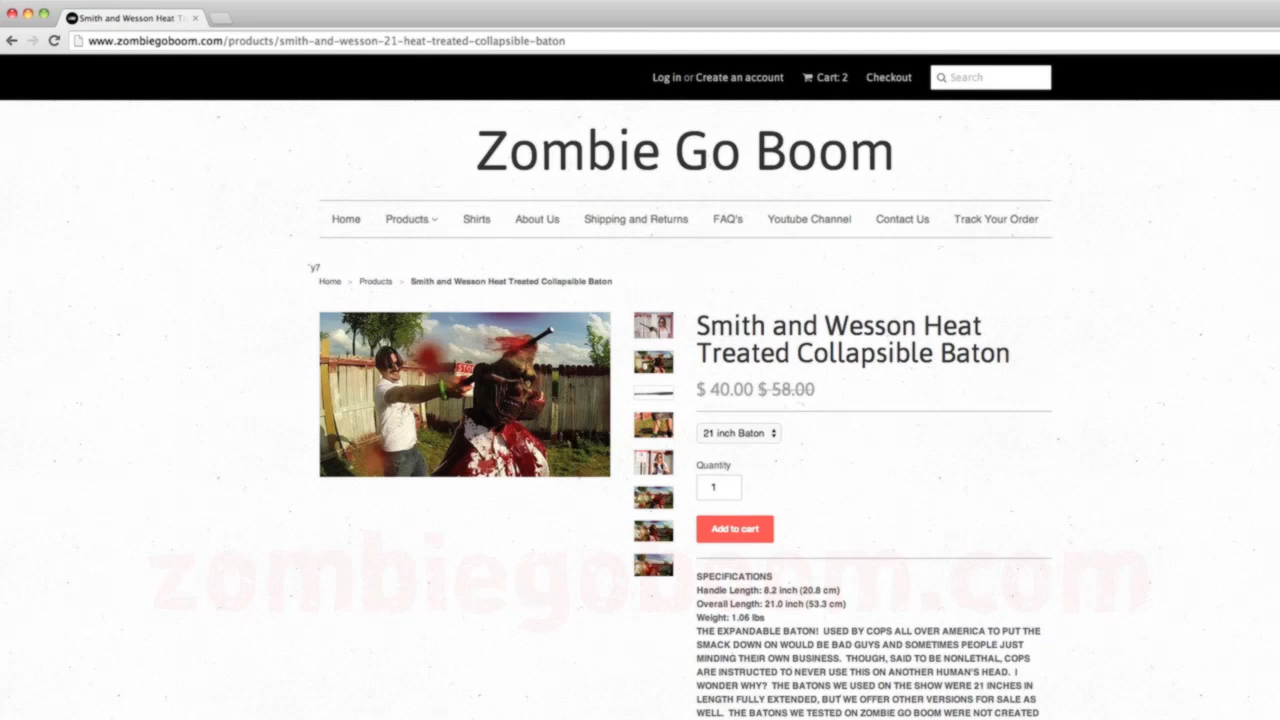 Smith and Wesson Heat Tr
www.zombiegoboom.com/products/smith-and-wesson-21-heat-treated-collapsible-baton
Log in or Create an account Cart: 2 Checkout Search
Zombie Go Boom
Home Products Shirts About Us Shipping and Returns FAQ's Youtube Channel Contact Us Track Your Order
`y7
Home > Products > Smith and Wesson Heat Treated Collapsible Baton
Smith and Wesson Heat
Treated Collapsible Baton
$ 40.00 $ 58.00
21 inch Baton
Quantity
1
Add to cart
zombiegoboom.com
SPECIFICATIONS
Handle Length: 8.2 inch (20.8 cm)
Overall Length: 21.0 inch (53.3 cm)
Weight: 1.06 lbs
THE EXPANDABLE BATON! USED BY COPS ALL OVER AMERICA TO PUT THE
SMACK DOWN ON WOULD BE BAD GUYS AND SOMETIMES PEOPLE JUST
MINDING THEIR OWN BUSINESS. THOUGH, SAID TO BE NONLETHAL, COPS
ARE INSTRUCTED TO NEVER USE THIS ON ANOTHER HUMAN'S HEAD. I
WONDER WHY? THE BATONS WE USED ON THE SHOW WERE 21 INCHES IN
LENGTH FULLY EXTENDED, BUT WE OFFER OTHER VERSIONS FOR SALE AS
WELL. THE BATONS WE TESTED ON ZOMBIE GO BOOM WERE NOT CREATED